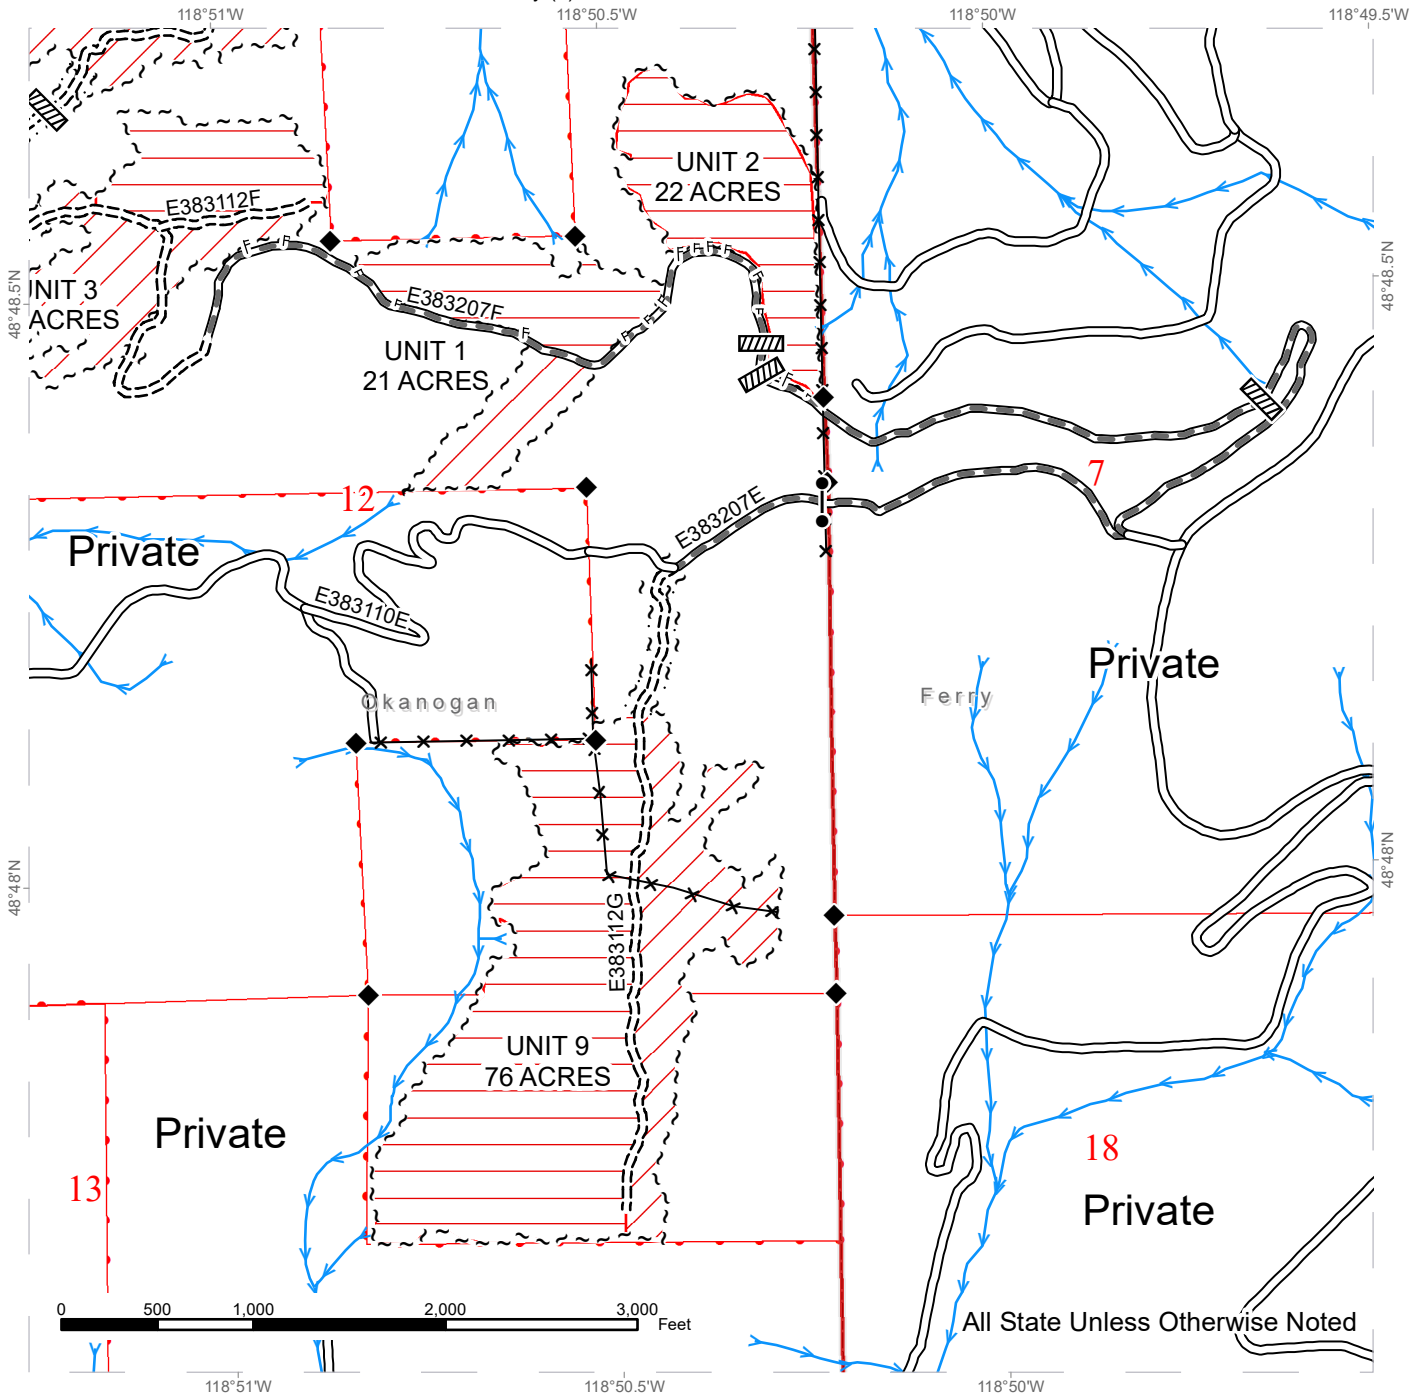 118°51'W
118°50.5'W
118°50'W
118°49.5'W
UNIT 2
22 ACRES
E383112F
48°48.5'N
48°48.5'N
UNIT 3
ACRES
E383207F
UNIT 1
21 ACRES
7
12
E383207E
Private
E383110E
Private
Okanogan
Ferry
48°48'N
48°48'N
E383112G
UNIT 9
76 ACRES
Private
18
13
Private
0
500
1,000
2,000
3,000
Feet
All State Unless Otherwise Noted
118°51'W
118°50.5'W
118°50'W